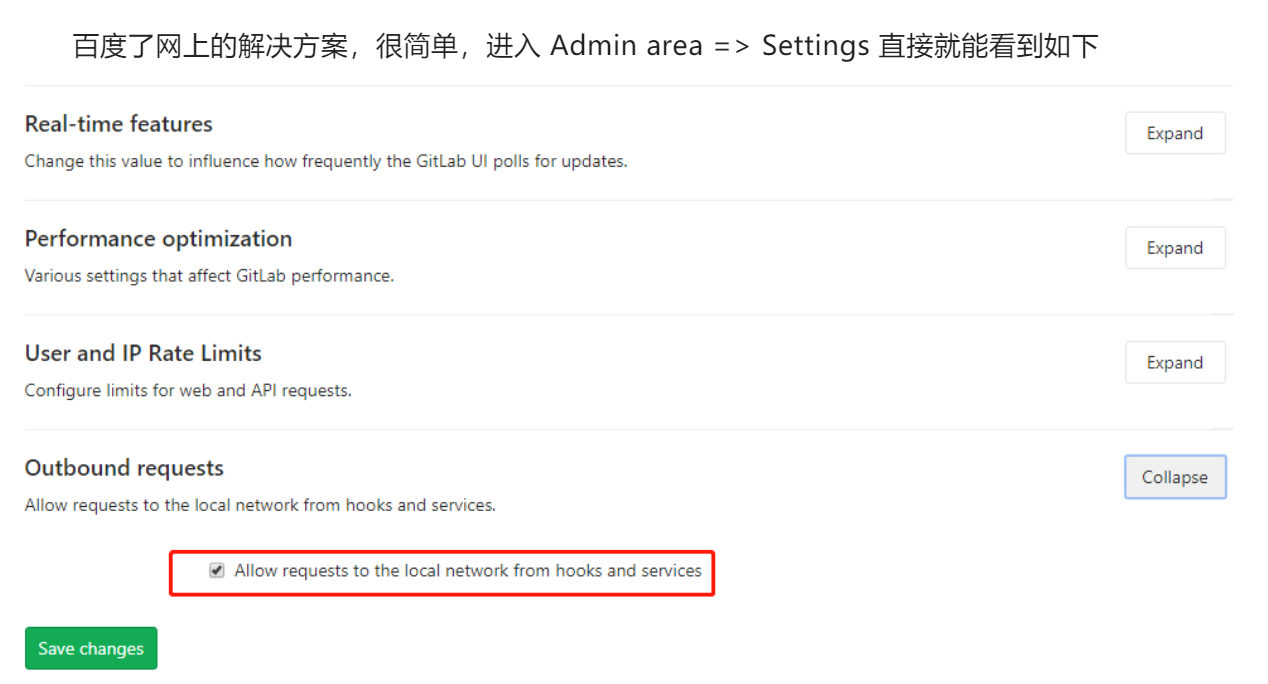 百度了网上的解决方案，很简单，进入 Admin area => Settings 直接就能看到如下
Real-time features
Expand
Change this value to influence how frequently the GitLab UI polls for updates.
Performance optimization
Expand
Various settings that affect GitLab performance.
User and IP Rate Limits
Expand
Configure limits for web and API requests.
Outbound requests
Collapse
Allow requests to the local network from hooks and services.
Allow requests to the local network from hooks and services
Save changes